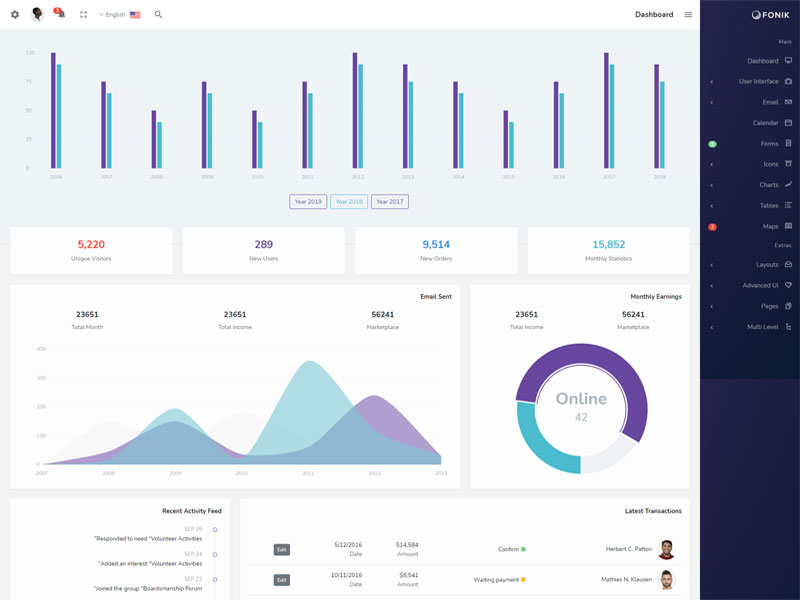 3
English
Dashboard
FONIK
Main
Dashboard
User Interface
Email
Calendar
Forms
Icons
Charts
Tables
Maps
Extras
Layouts
Advanced UI
Pages
Multi Level
100
75
50
25
0
2006 2007 2008 2009 2010 2011 2012 2013 2014 2015 2016 2017 2018
Year 2019 Year 2018 Year 2017
5,220 289 9,514 15,852
Unique Visitors New Users New Orders Monthly Statistics
Email Sent
23651 23651 56241
Total Month Total Income Marketplace
400
300
200
100
0
2007 2008 2009 2010 2011 2012 2013
Monthly Earnings
23651 56241
Total Income Marketplace
Online
42
Recent Activity Feed
SEP 25
"Responded to need "Volunteer Activities
SEP 24
"Added an interest "Volunteer Activities
SEP 23
"Joined the group "Boardsmanship Forum
Latest Transactions
Edit 5/12/2016 $14,584 Confirm Herbert C. Patton
Date Amount
Edit 10/11/2016 $8,541 Waiting payment Mathias N. Klausen
Date Amount